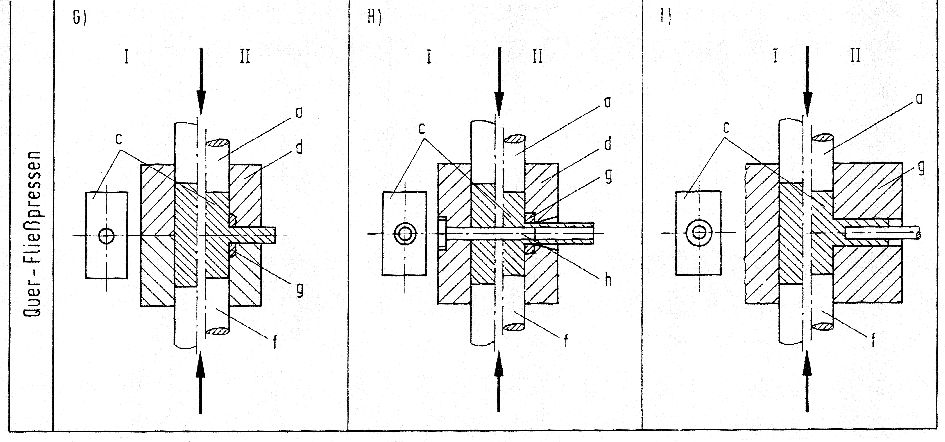 G)
I II
a
c
d
g
f
H)
I II
a
c
d
g
h
f
I)
I II
a
c
g
f
Quer-Fließpressen